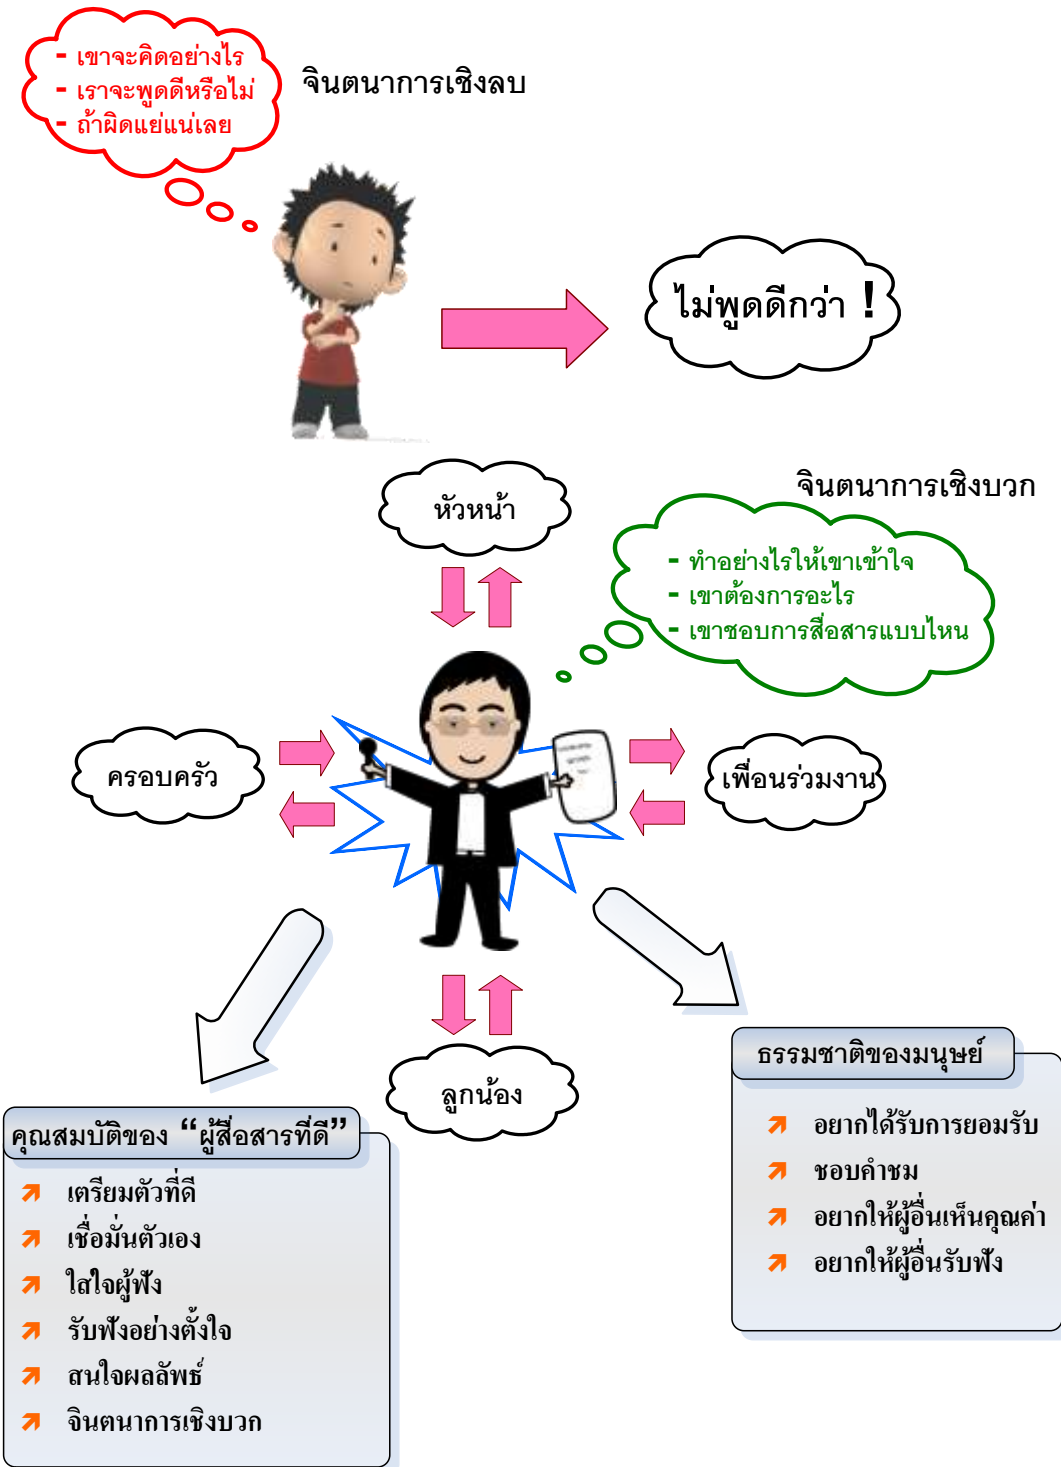 - เขาจะคิดอย่างไร
- เราจะพูดดีหรือไม่
- ถ้าผิดแย่แน่เลย
จินตนาการเชิงลบ
ไม่พูดดีกว่า !
หัวหน้า
จินตนาการเชิงบวก
- ทำอย่างไรให้เขาเข้าใจ
- เขาต้องการอะไร
- เขาชอบการสื่อสารแบบไหน
ครอบครัว
เพื่อนร่วมงาน
ลูกน้อง
คุณสมบัติของ “ผู้สื่อสารที่ดี”
เตรียมตัวที่ดี
เชื่อมั่นตัวเอง
ใส่ใจผู้ฟัง
รับฟังอย่างตั้งใจ
สนใจผลลัพธ์
จินตนาการเชิงบวก
ธรรมชาติของมนุษย์
อยากได้รับการยอมรับ
ชอบคำชม
อยากให้ผู้อื่นเห็นคุณค่า
อยากให้ผู้อื่นรับฟัง